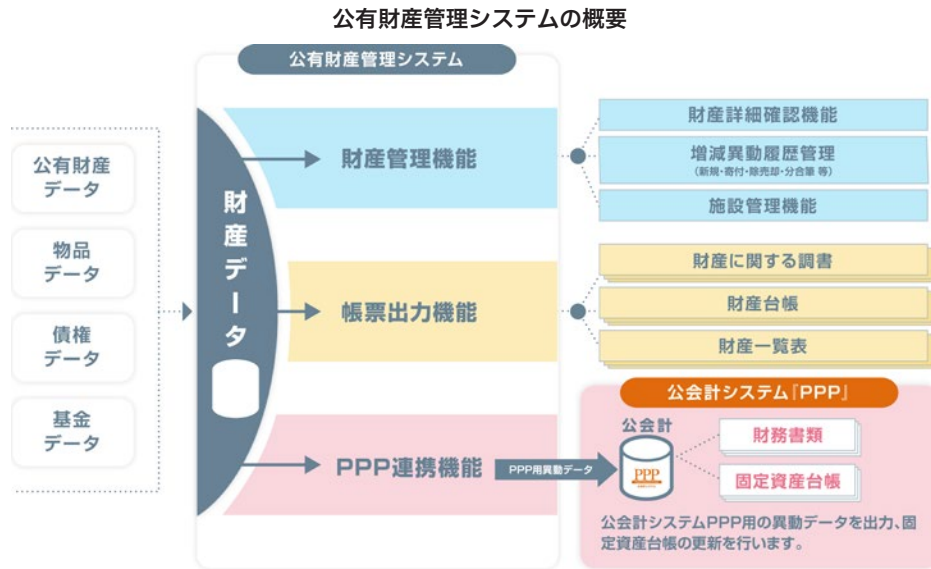 公有財産管理システムの概要
公有財産管理システム
公有財産
データ
物品
データ
債権
データ
基金
データ
財産データ
財産管理機能
財産詳細確認機能
増減異動履歴管理
（新規・寄付・除売却・分合筆 等）
施設管理機能
帳票出力機能
財産に関する調書
財産台帳
財産一覧表
PPP連携機能
PPP用異動データ
公会計システム『PPP』
公会計
PPP
財務書類
固定資産台帳
公会計システムPPP用の異動データを出力、固
定資産台帳の更新を行います。